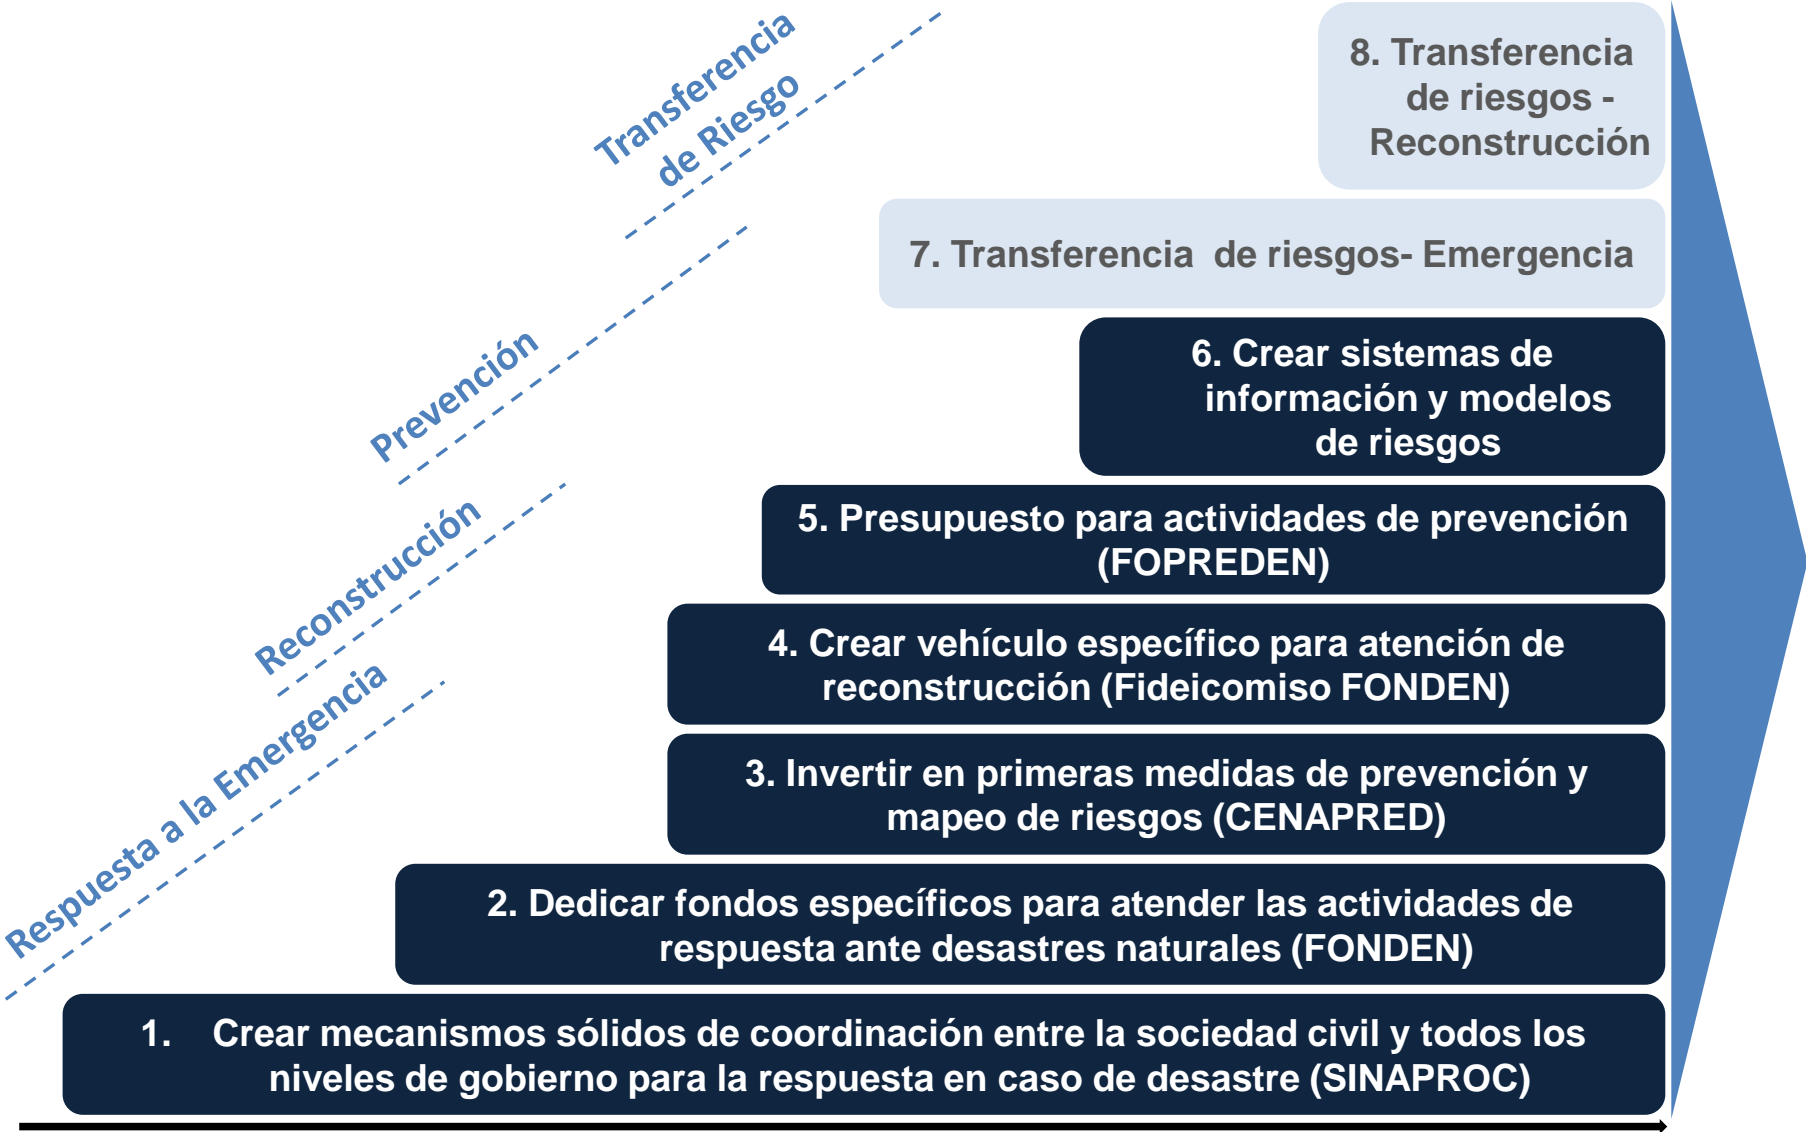 Transferencia
de Riesgo
Prevención
Reconstrucción
Respuesta a la Emergencia
8. Transferencia
de riesgos -
Reconstrucción
7. Transferencia  de riesgos- Emergencia
6. Crear sistemas de
información y modelos
de riesgos
5. Presupuesto para actividades de prevención
(FOPREDEN)
4. Crear vehículo específico para atención de
reconstrucción (Fideicomiso FONDEN)
3. Invertir en primeras medidas de prevención y
mapeo de riesgos (CENAPRED)
2. Dedicar fondos específicos para atender las actividades de
respuesta ante desastres naturales (FONDEN)
1. Crear mecanismos sólidos de coordinación entre la sociedad civil y todos los
niveles de gobierno para la respuesta en caso de desastre (SINAPROC)